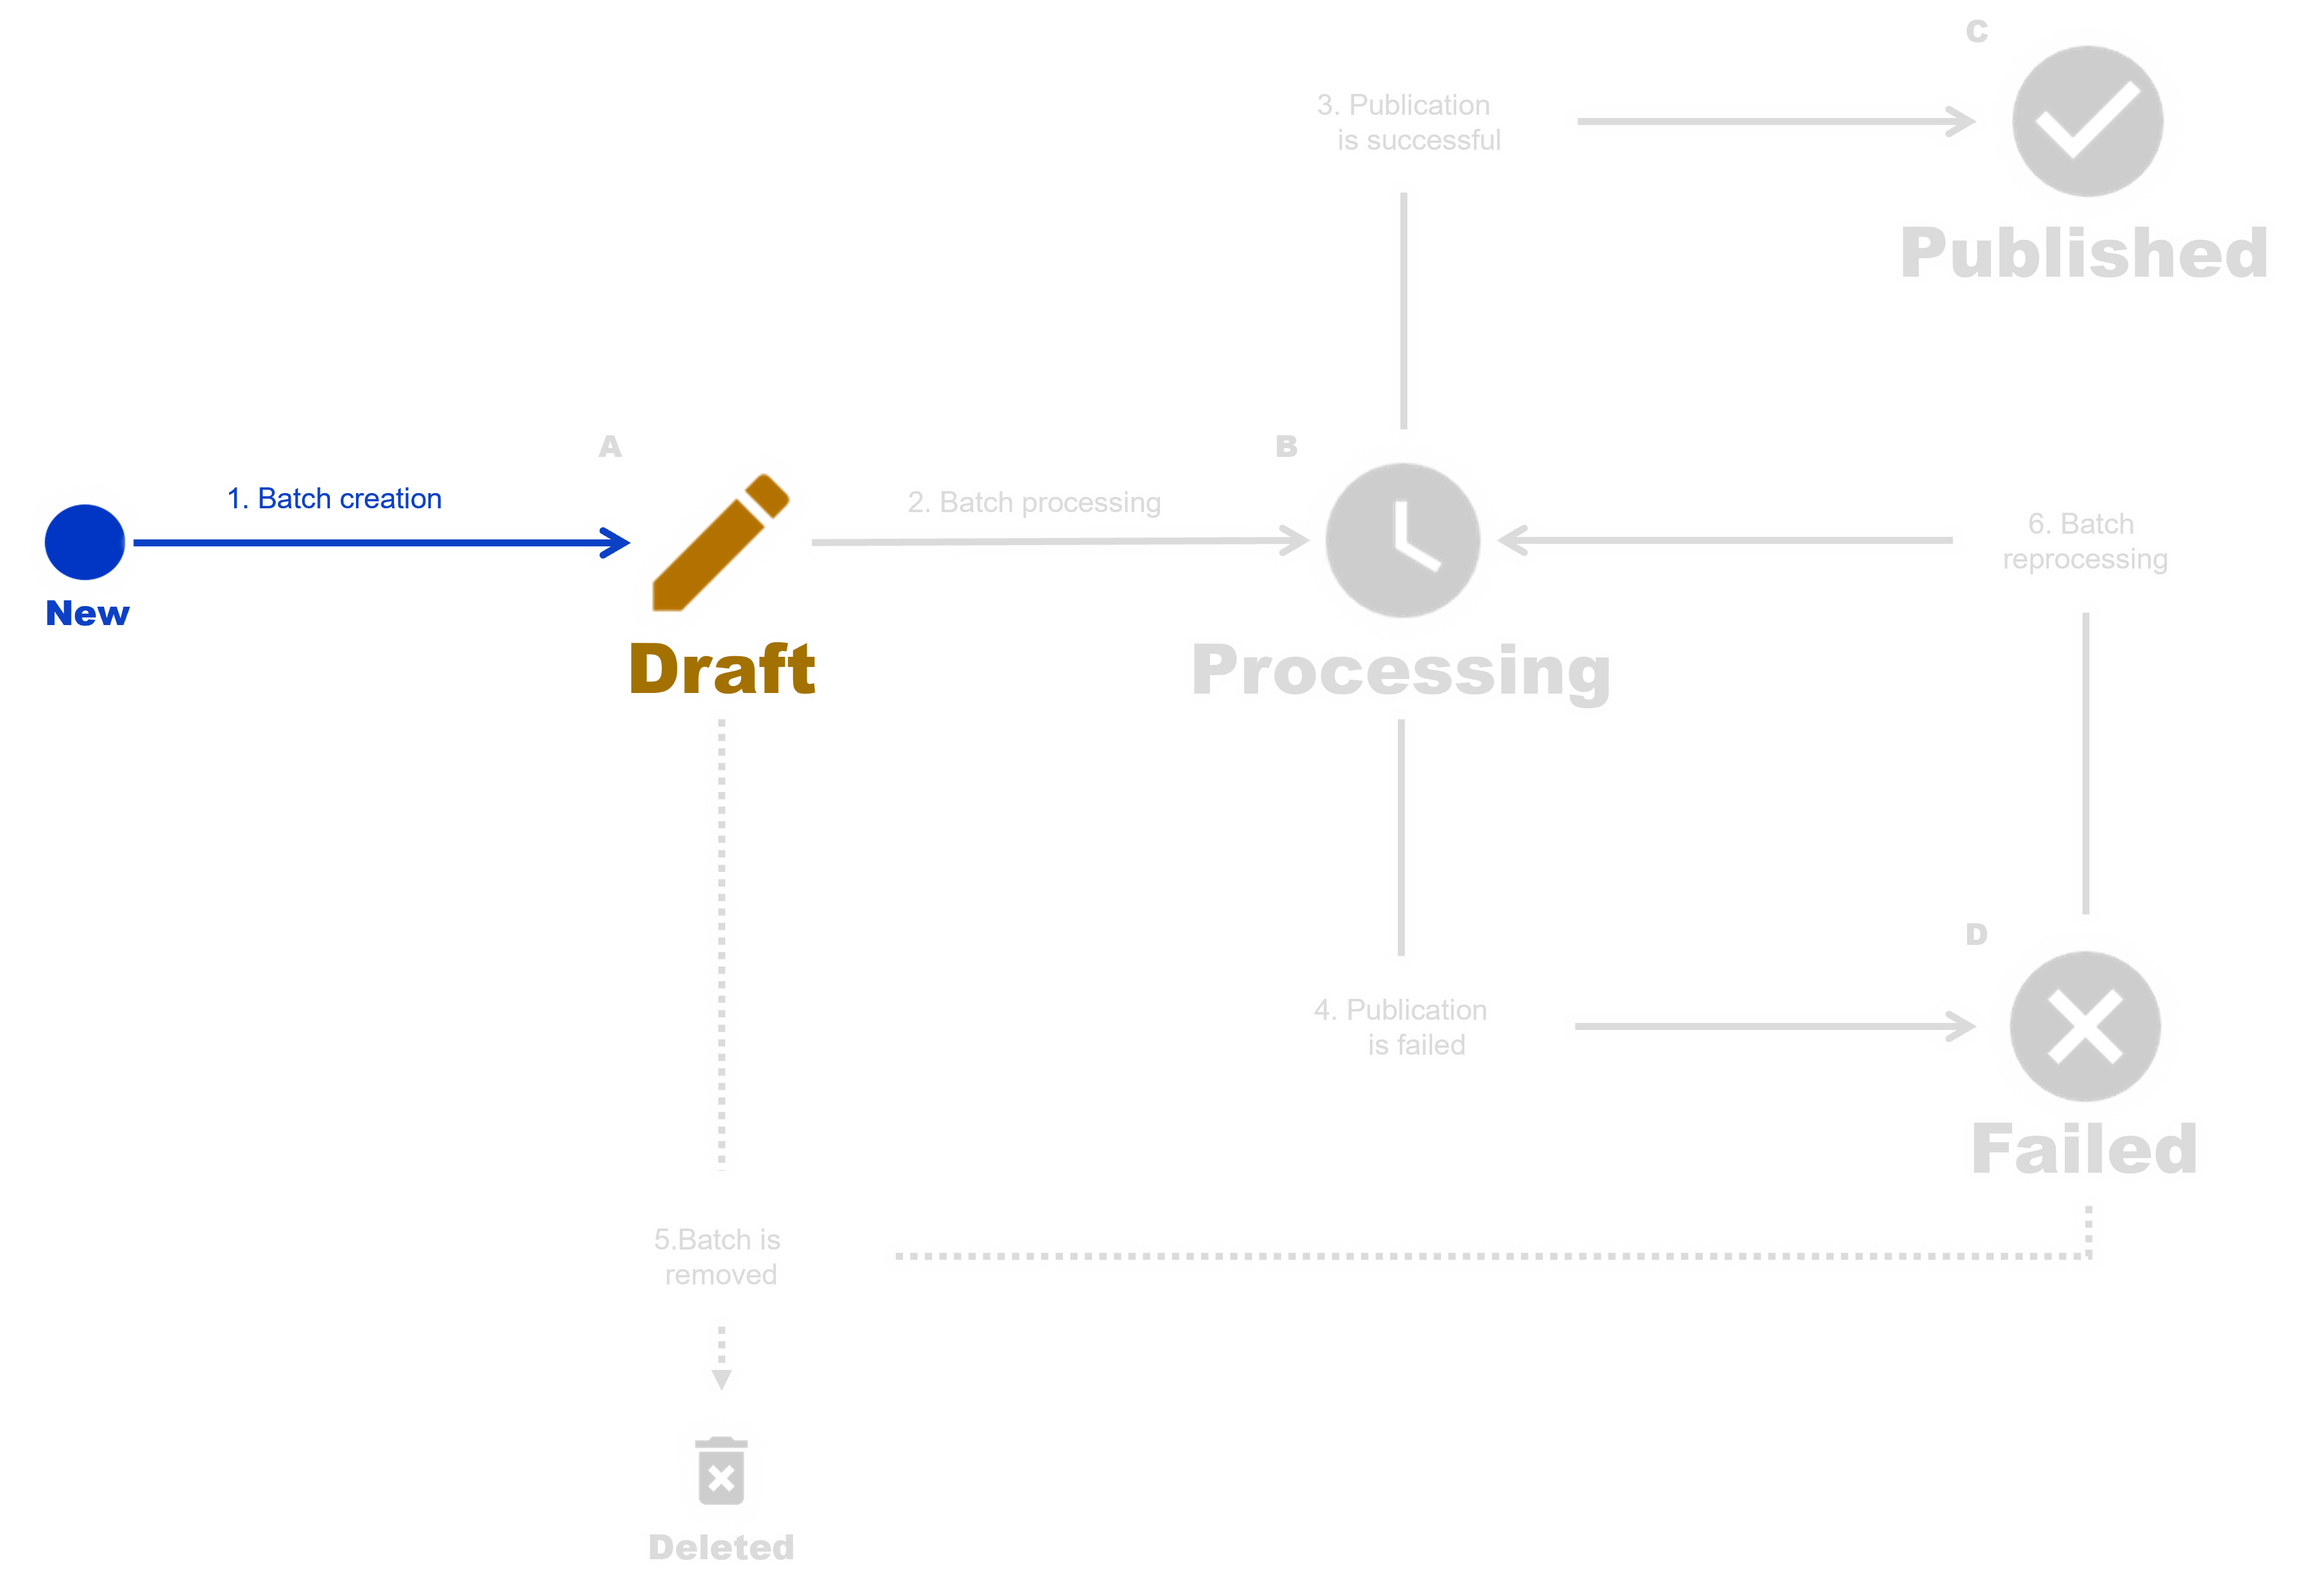 C
3. Publication
is successful
Published
A
B
1. Batch creation
2. Batch processing
6. Batch
reprocessing
New
Draft
Processing
D
4. Publication
is failed
Failed
5.Batch is
removed
Deleted